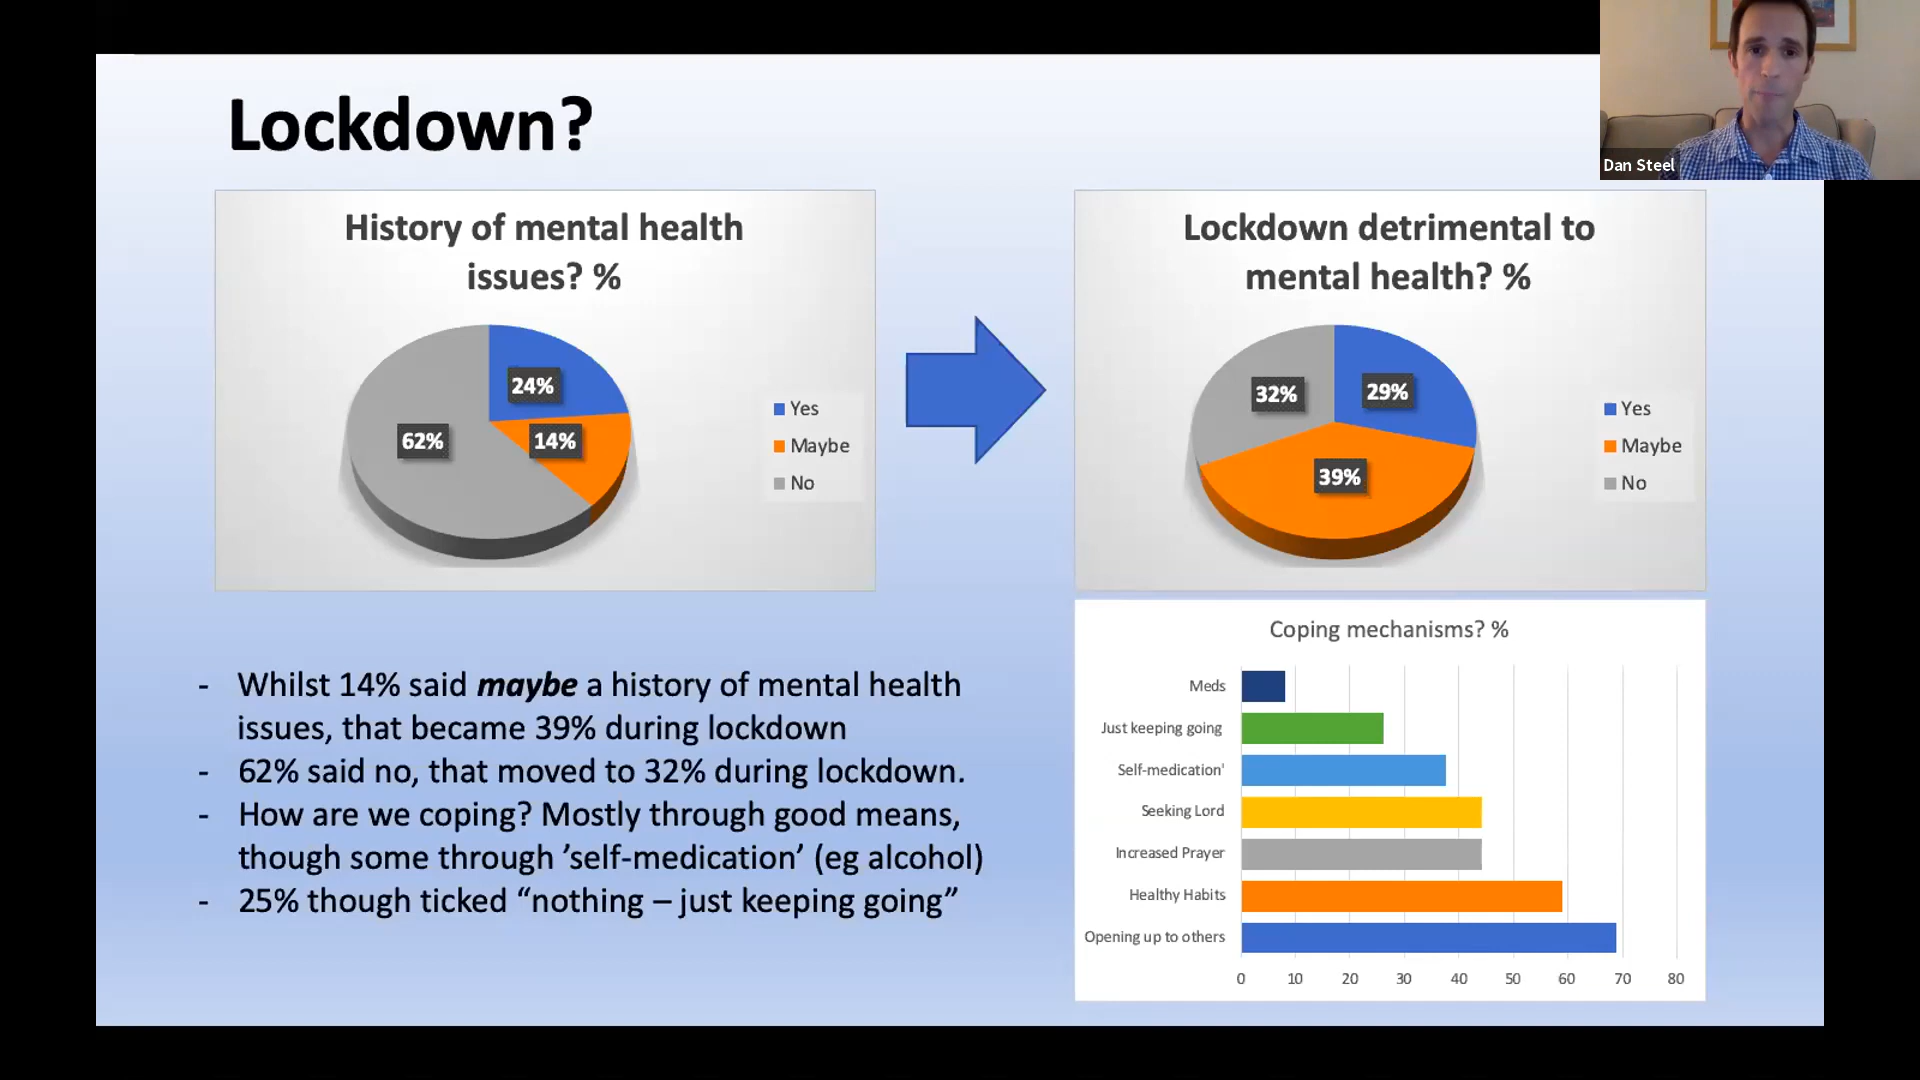 Lockdown?
Dan Steel
History of mental health
issues? %
24%
14%
62%
Yes
Maybe
No
Lockdown detrimental to
mental health? %
32%
29%
39%
Yes
Maybe
No
- Whilst 14% said maybe a history of mental health
issues, that became 39% during lockdown
- 62% said no, that moved to 32% during lockdown.
- How are we coping? Mostly through good means,
though some through ’self-medication’ (eg alcohol)
- 25% though ticked “nothing – just keeping going”
Coping mechanisms? %
Meds
Just keeping going
Self-medication'
Seeking Lord
Increased Prayer
Healthy Habits
Opening up to others
0 10 20 30 40 50 60 70 80